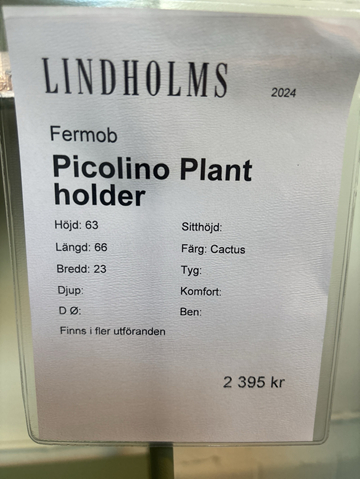 LINDHOLMS 2024
Fermob
Picolino Plant
holder
Höjd: 63 Sitthöjd:
Längd: 66 Färg: Cactus
Bredd: 23 Tyg:
Djup: Komfort:
D Ø: Ben:
Finns i fler utföranden
2 395 kr